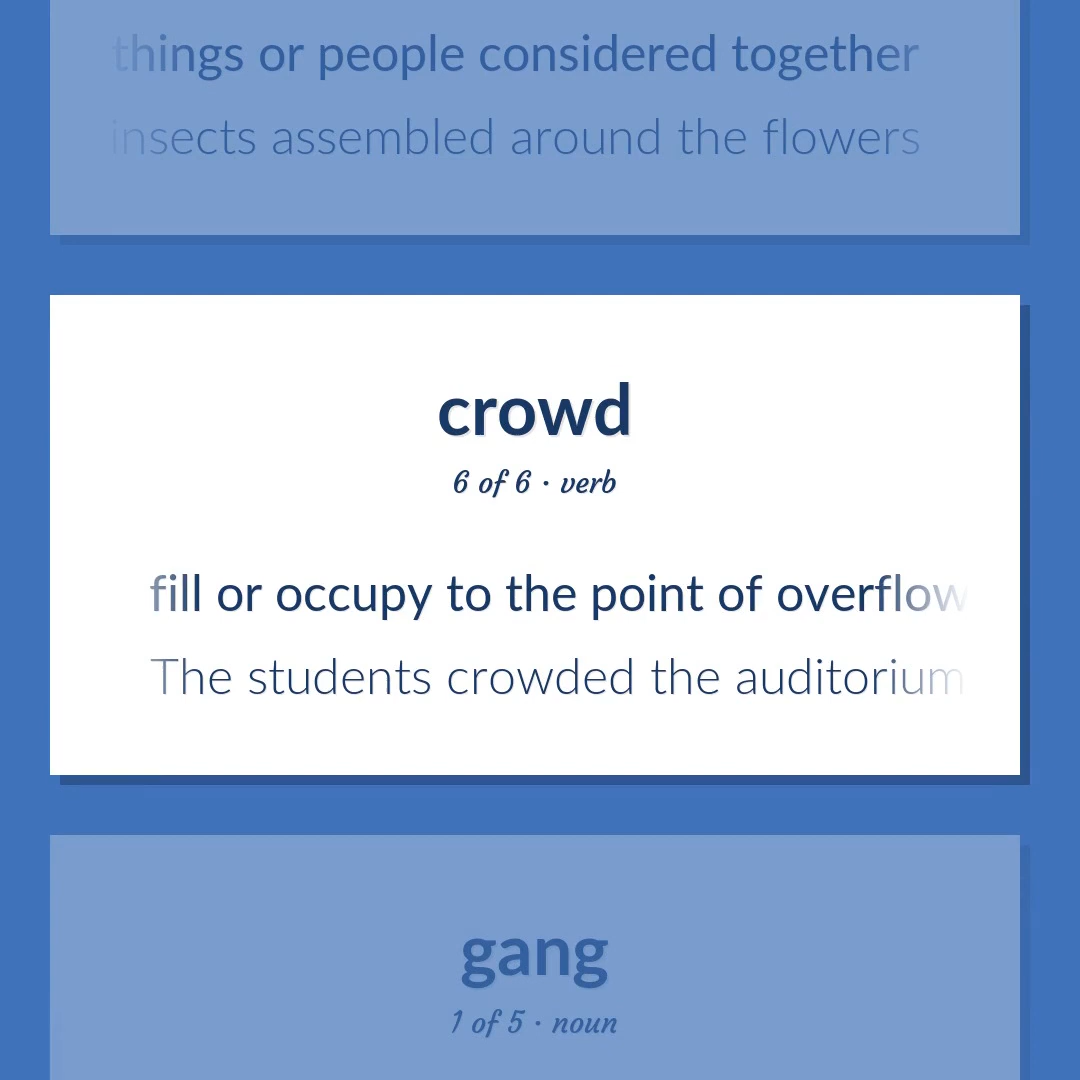 things or people considered together
insects assembled around the flowers
crowd
6 of 6 · verb
fill or occupy to the point of overflow
The students crowded the auditorium
gang
1 of 5 · noun